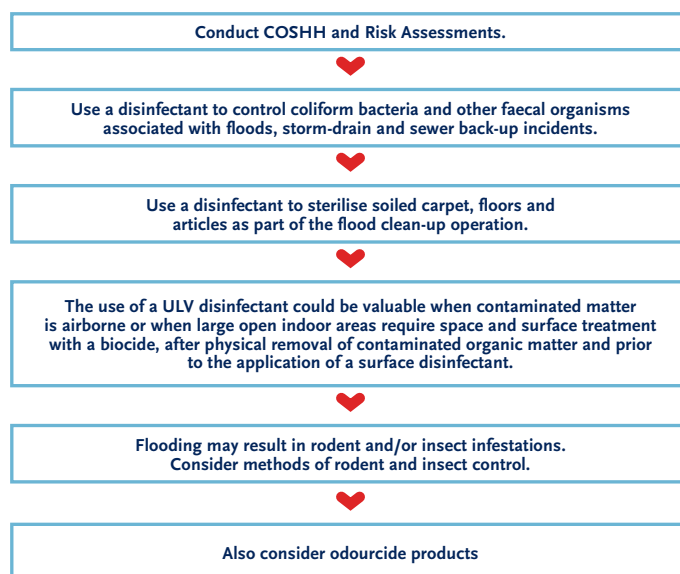 Conduct COSHH and Risk Assessments.
Use a disinfectant to control coliform bacteria and other faecal organisms
associated with floods, storm-drain and sewer back-up incidents.
Use a disinfectant to sterilise soiled carpet, floors and
articles as part of the flood clean-up operation.
The use of a ULV disinfectant could be valuable when contaminated matter
is airborne or when large open indoor areas require space and surface treatment
with a biocide, after physical removal of contaminated organic matter and prior
to the application of a surface disinfectant.
Flooding may result in rodent and/or insect infestations.
Consider methods of rodent and insect control.
Also consider odourcide products